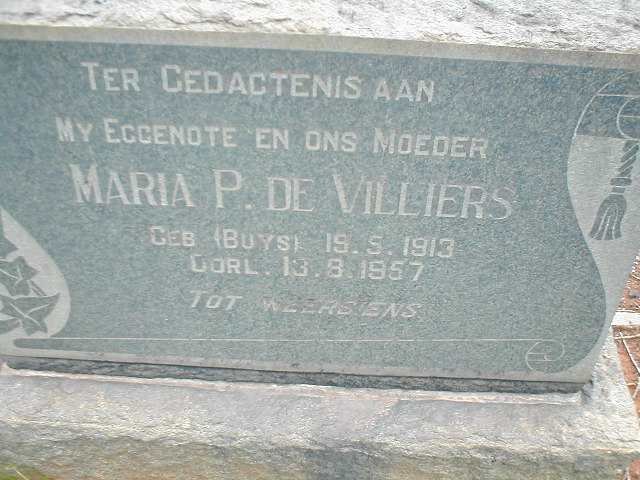 TER GEDACTENIS AAN
MY EGGENOTE EN ONS MOEDER
MARIA P. DE VILLIERS
GEB (BUYS). 19.5.1913
OORL. 13.8.1957
TOT WEERSIENS